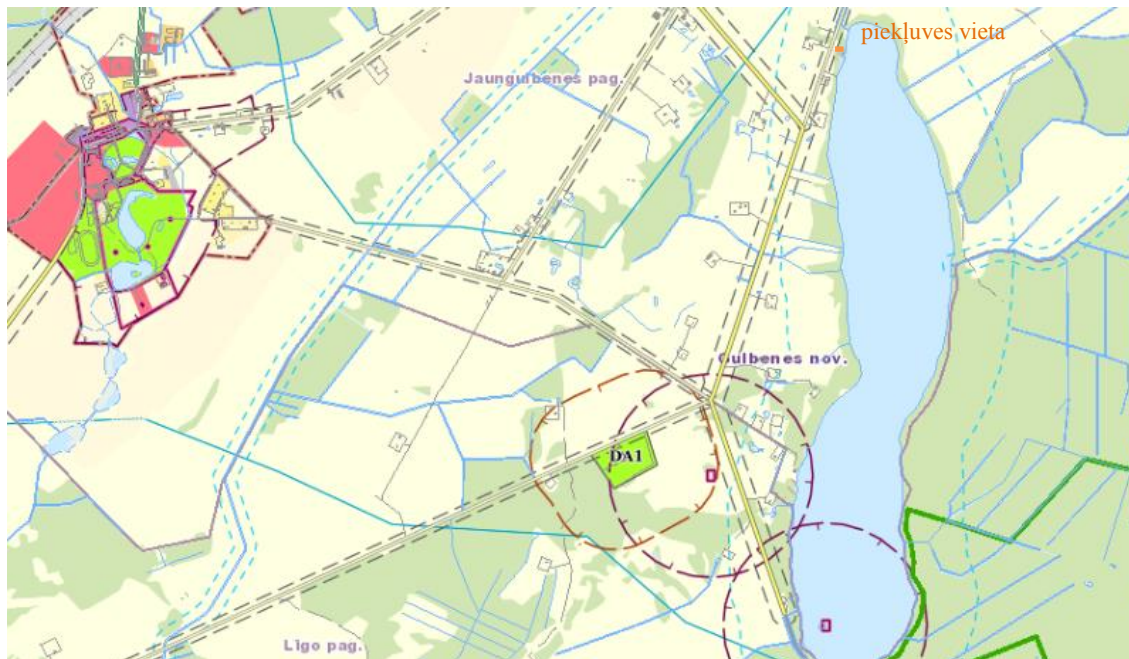 piekļuves vieta
Jaungulbenes pag.
Gulbenes nov.
DA1
Līgo pag.